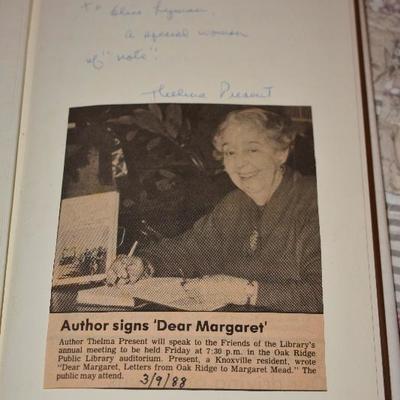 to Elise Lyman,
a special woman
of "note".
Thelma Present
Author signs 'Dear Margaret'
Author Thelma Present will speak to the Friends of the Library's
annual meeting to be held Friday at 7:30 p.m. in the Oak Ridge
Public Library auditorium. Present, a Knoxville resident, wrote
"Dear Margaret, Letters from Oak Ridge to Margaret Mead." The
public may attend.
3/9/88